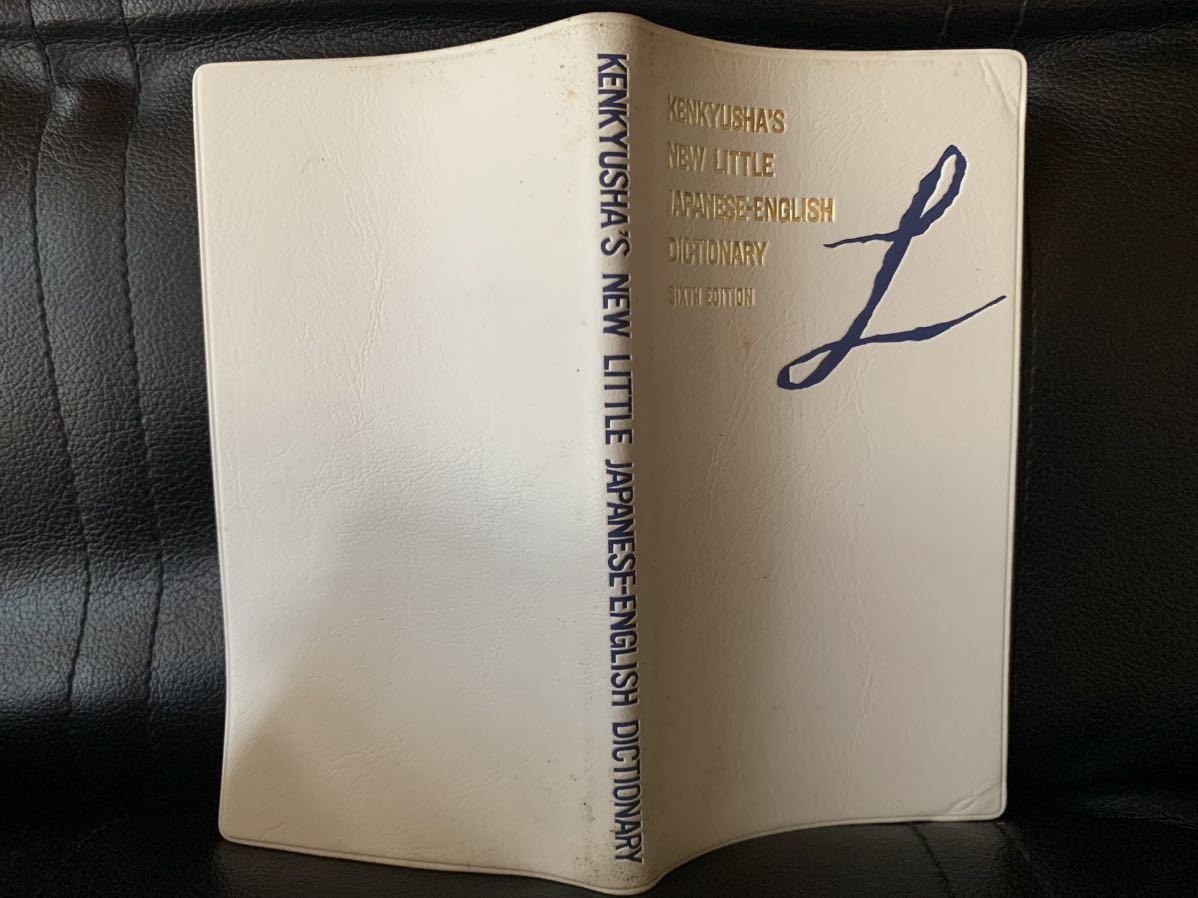 KENKYUSHA'S NEW LITTLE JAPANESE-ENGLISH DICTIONARY
KENKYUSHA'S
NEW LITTLE
JAPANESE-ENGLISH
DICTIONARY
SIXTH EDITION
L